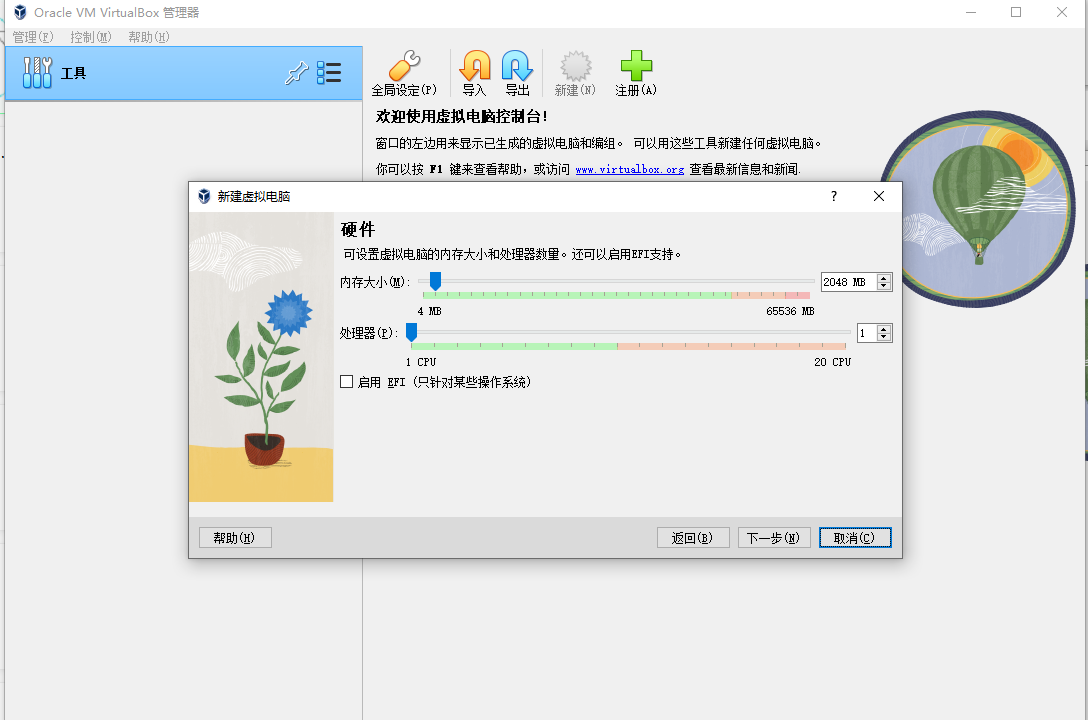 Oracle VM VirtualBox 管理器
管理(F) 控制(M) 帮助(H)
工具
全局设定(P) 导入 导出 新建(N) 注册(A)
欢迎使用虚拟电脑控制台!
窗口的左边用来显示已生成的虚拟电脑和编组。 可以用这些工具新建任何虚拟电脑。
你可以按 F1 键来查看帮助,或访问 www.virtualbox.org 查看最新信息和新闻.
新建虚拟电脑 ?
硬件
可设置虚拟电脑的内存大小和处理器数量。还可以启用EFI支持。
内存大小(M): 2048 MB
4 MB 65536 MB
处理器(P): 1
1 CPU 20 CPU
启用 EFI (只针对某些操作系统)
帮助(H) 返回(B) 下一步(N) 取消(C)